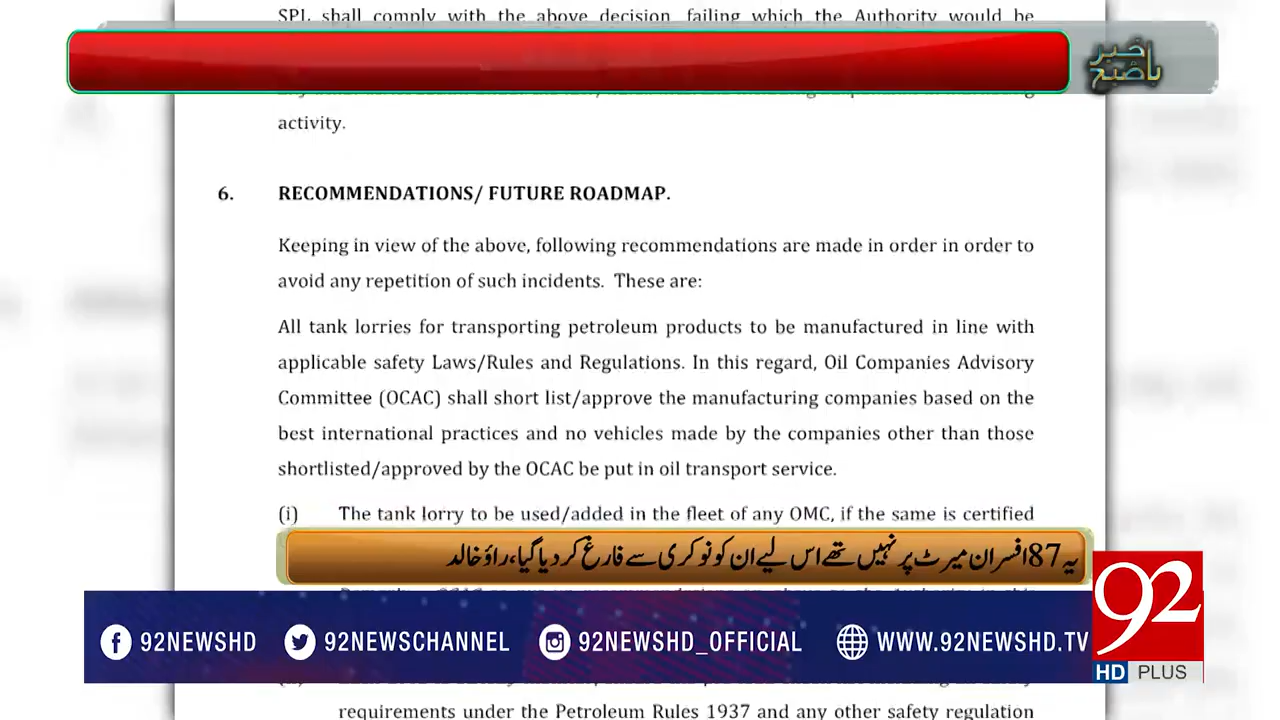 SPL shall comply with the above decision, failing which the Authority would be
باخبر صبح
activity.
6. RECOMMENDATIONS/ FUTURE ROADMAP.
Keeping in view of the above, following recommendations are made in order in order to
avoid any repetition of such incidents. These are:
All tank lorries for transporting petroleum products to be manufactured in line with
applicable safety Laws/Rules and Regulations. In this regard, Oil Companies Advisory
Committee (OCAC) shall short list/approve the manufacturing companies based on the
best international practices and no vehicles made by the companies other than those
shortlisted/approved by the OCAC be put in oil transport service.
(i) The tank lorry to be used/added in the fleet of any OMC, if the same is certified
یہ 87 افسران میرٹ پر نہیں تھے اس لیے ان کو نوکری سے فارغ کر دیا گیا، راؤ خالد
92NEWSHD 92NEWSCHANNEL 92NEWSHD_OFFICIAL WWW.92NEWSHD.TV
92
HD PLUS
requirements under the Petroleum Rules 1937 and any other safety regulation